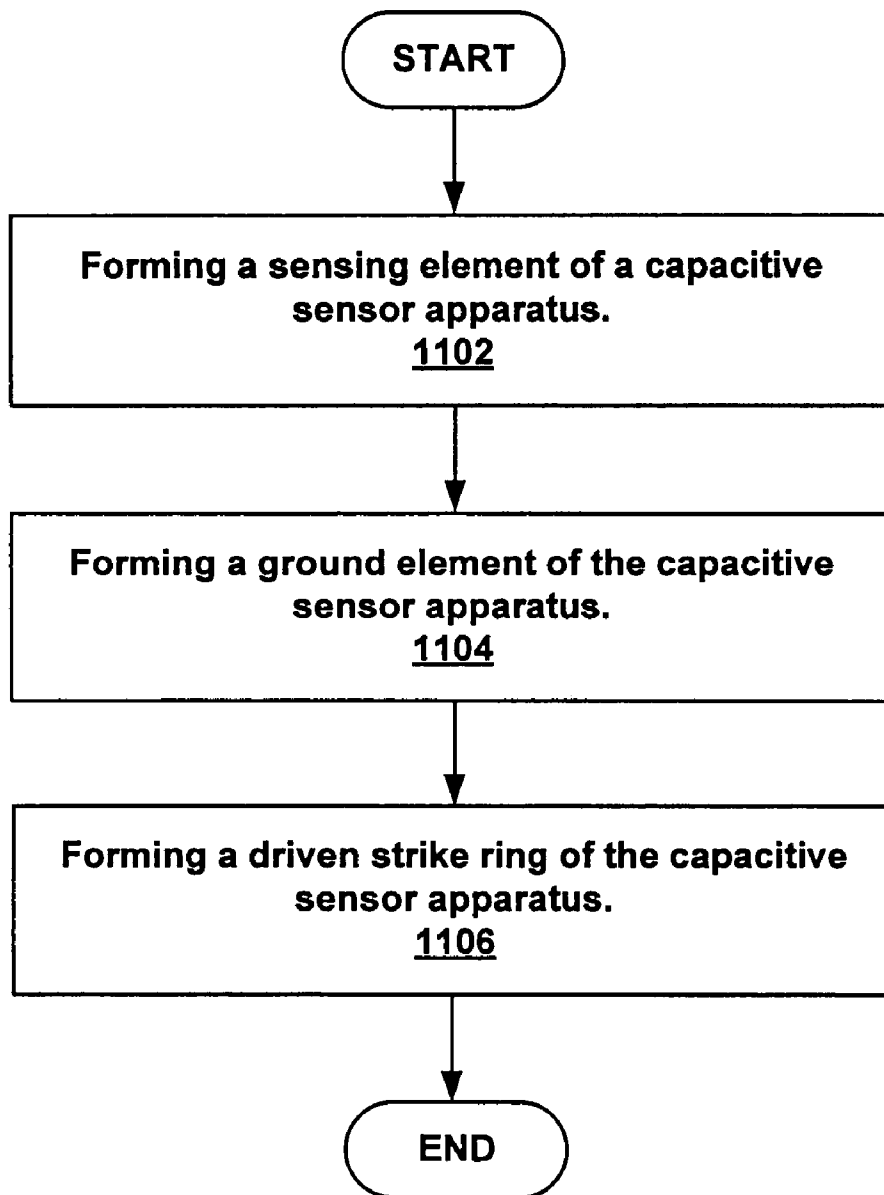 START
Forming a sensing element of a capacitive
sensor apparatus.
1102
Forming a ground element of the capacitive
sensor apparatus.
1104
Forming a driven strike ring of the capacitive
sensor apparatus.
1106
END